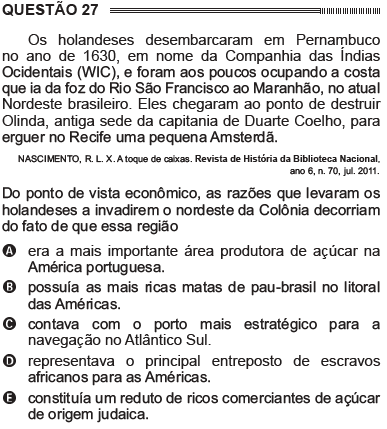 QUESTÃO 27
Os holandeses desembarcaram em Pernambuco
no ano de 1630, em nome da Companhia das Índias
Ocidentais (WIC), e foram aos poucos ocupando a costa
que ia da foz do Rio São Francisco ao Maranhão, no atual
Nordeste brasileiro. Eles chegaram ao ponto de destruir
Olinda, antiga sede da capitania de Duarte Coelho, para
erguer no Recife uma pequena Amsterdã.
NASCIMENTO, R. L. X. A toque de caixas. Revista de História da Biblioteca Nacional,
ano 6, n. 70, jul. 2011.
Do ponto de vista econômico, as razões que levaram os
holandeses a invadirem o nordeste da Colônia decorriam
do fato de que essa região
A era a mais importante área produtora de açúcar na
América portuguesa.
B possuía as mais ricas matas de pau-brasil no litoral
das Américas.
C contava com o porto mais estratégico para a
navegação no Atlântico Sul.
D representava o principal entreposto de escravos
africanos para as Américas.
E constituía um reduto de ricos comerciantes de açúcar
de origem judaica.